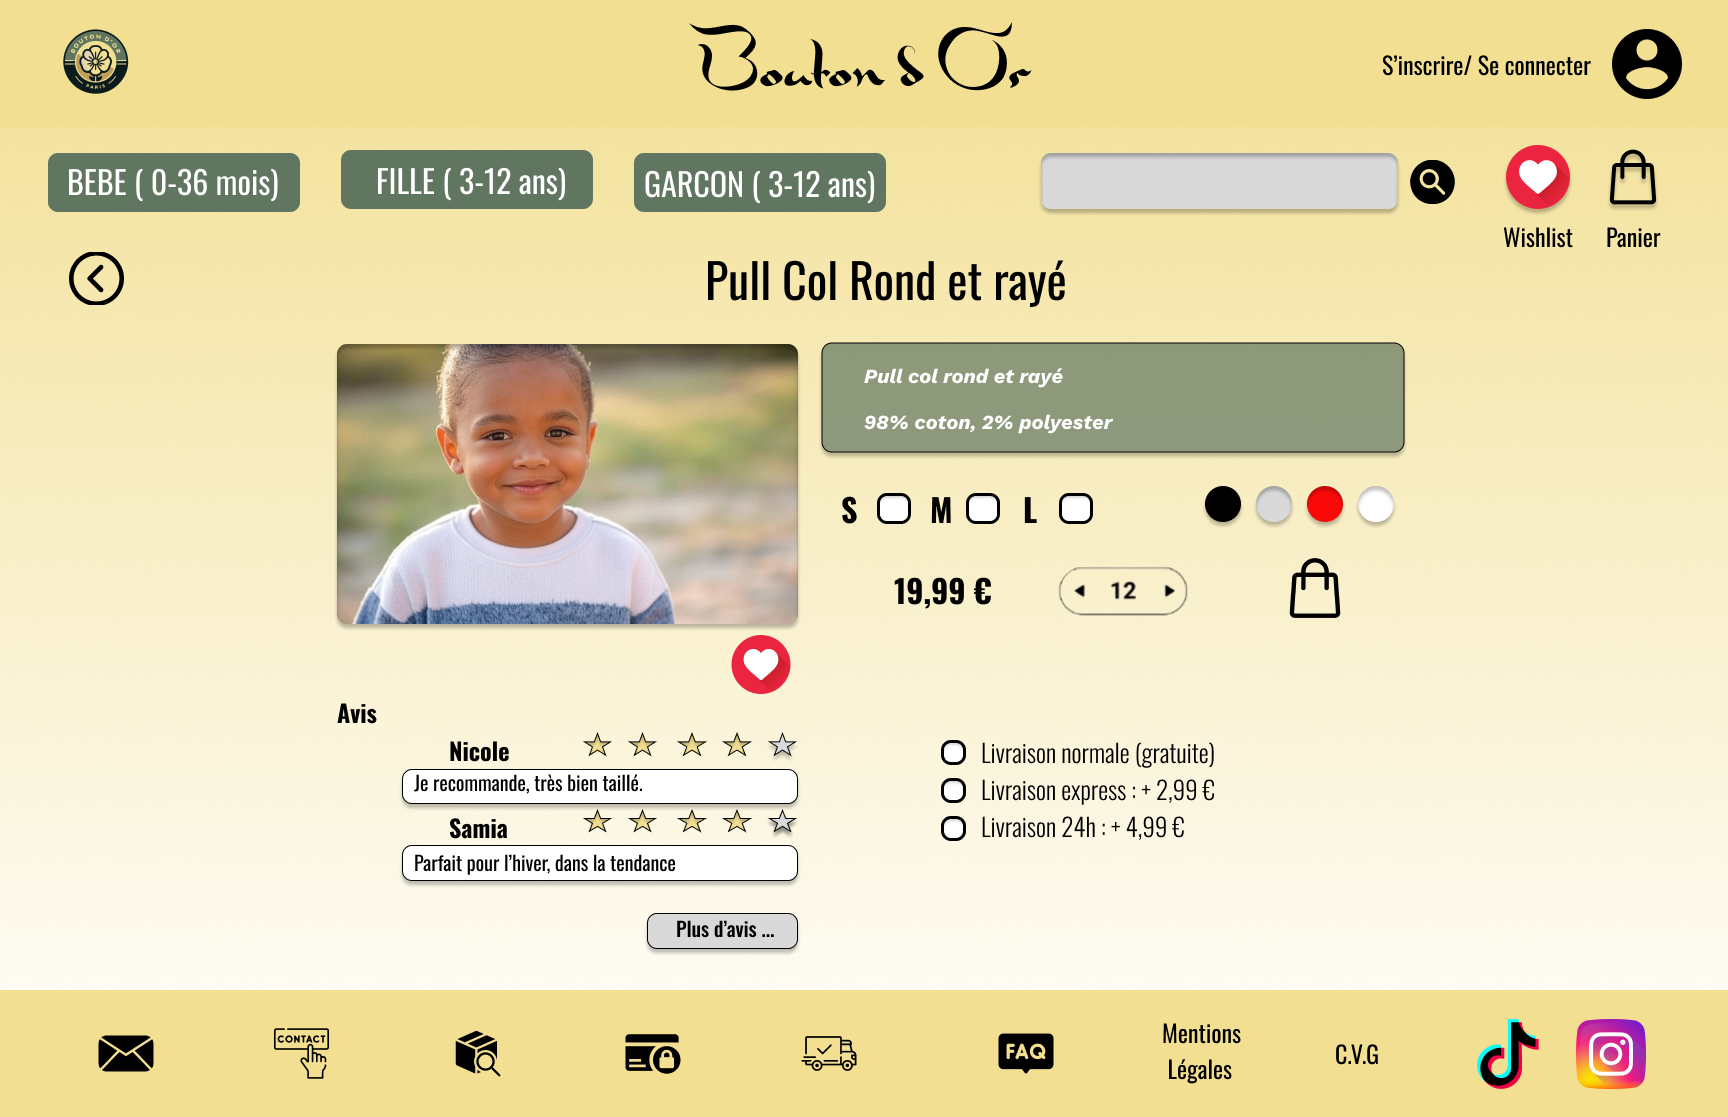 BOUTON D'OR
PARIS
Bouton d Or
S'inscrire/ Se connecter
BEBE ( 0-36 mois)
FILLE ( 3-12 ans)
GARCON ( 3-12 ans)
Wishlist
Panier
Pull Col Rond et rayé
Pull col rond et rayé
98% coton, 2% polyester
S
M
L
19,99 €
12
Avis
Nicole
Je recommande, très bien taillé.
Samia
Parfait pour l'hiver, dans la tendance
Plus d'avis ...
Livraison normale (gratuite)
Livraison express : + 2,99 €
Livraison 24h : + 4,99 €
CONTACT
FAQ
Mentions
Légales
C.V.G